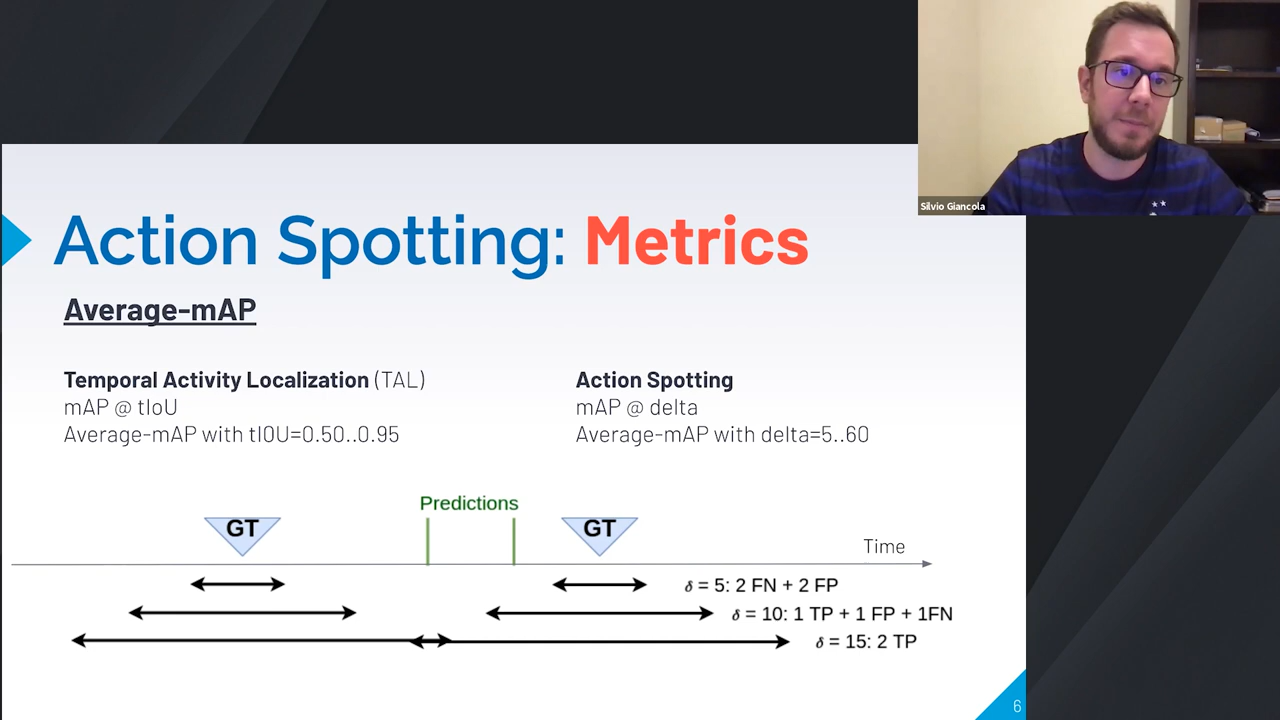 Silvio Giancola
Action Spotting: Metrics
Average-mAP
Temporal Activity Localization (TAL)
mAP @ tIoU
Average-mAP with tI0U=0.50..0.95
Action Spotting
mAP @ delta
Average-mAP with delta=5..60
Predictions
GT
GT
Time
δ = 5: 2 FN + 2 FP
δ = 10: 1 TP + 1 FP + 1FN
δ = 15: 2 TP
6